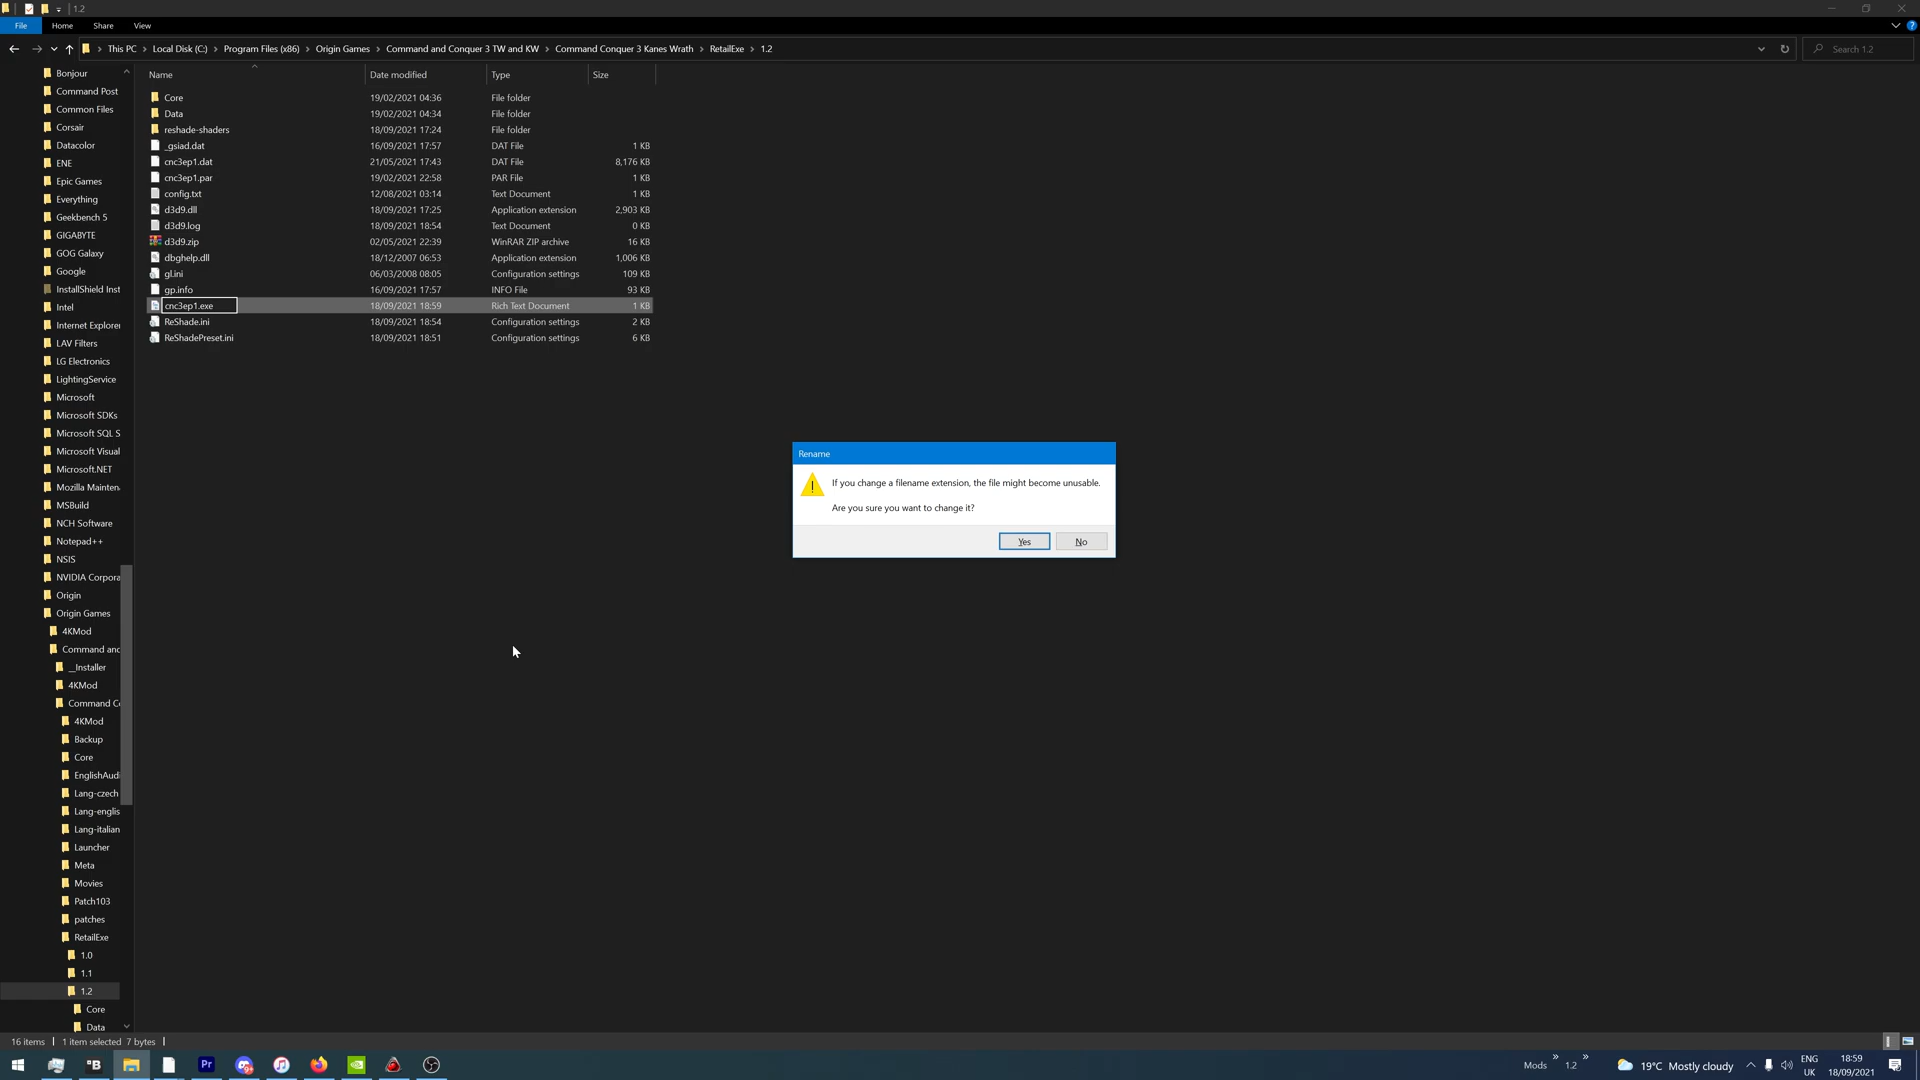 1.2
File Home Share View
This PC Local Disk (C:) Program Files (x86) Origin Games Command and Conquer 3 TW and KW Command Conquer 3 Kanes Wrath RetailExe 1.2 Search 1.2
Name Date modified Type Size
Core 19/02/2021 04:36 File folder
Data 19/02/2021 04:34 File folder
reshade-shaders 18/09/2021 17:24 File folder
_gsiad.dat 16/09/2021 17:57 DAT File 1 KB
cnc3ep1.dat 21/05/2021 17:43 DAT File 8,176 KB
cnc3ep1.par 19/02/2021 22:58 PAR File 1 KB
config.txt 12/08/2021 03:14 Text Document 1 KB
d3d9.dll 18/09/2021 17:25 Application extension 2,903 KB
d3d9.log 18/09/2021 18:54 Text Document 0 KB
d3d9.zip 02/05/2021 22:39 WinRAR ZIP archive 16 KB
dbghelp.dll 18/12/2007 06:53 Application extension 1,006 KB
gl.ini 06/03/2008 08:05 Configuration settings 109 KB
gp.info 16/09/2021 17:57 INFO File 93 KB
cnc3ep1.exe 18/09/2021 18:59 Rich Text Document 1 KB
ReShade.ini 18/09/2021 18:54 Configuration settings 2 KB
ReShadePreset.ini 18/09/2021 18:51 Configuration settings 6 KB
Bonjour
Command Post
Common Files
Corsair
Datacolor
ENE
Epic Games
Everything
Geekbench 5
GIGABYTE
GOG Galaxy
Google
InstallShield Inst
Intel
Internet Explorer
LAV Filters
LG Electronics
LightingService
Microsoft
Microsoft SDKs
Microsoft SQL S
Microsoft Visual
Microsoft.NET
Mozilla Mainten
MSBuild
NCH Software
Notepad++
NSIS
NVIDIA Corpora
Origin
Origin Games
4KMod
Command and
__Installer
4KMod
Command Co
4KMod
Backup
Core
EnglishAudi
Lang-czech
Lang-englis
Lang-italian
Launcher
Meta
Movies
Patch103
patches
RetailExe
1.0
1.1
1.2
Core
Data
Rename
If you change a filename extension, the file might become unusable.
Are you sure you want to change it?
Yes No
16 items 1 item selected 7 bytes
Pr Mods 1.2 19°C Mostly cloudy ENG UK 18:59 18/09/2021